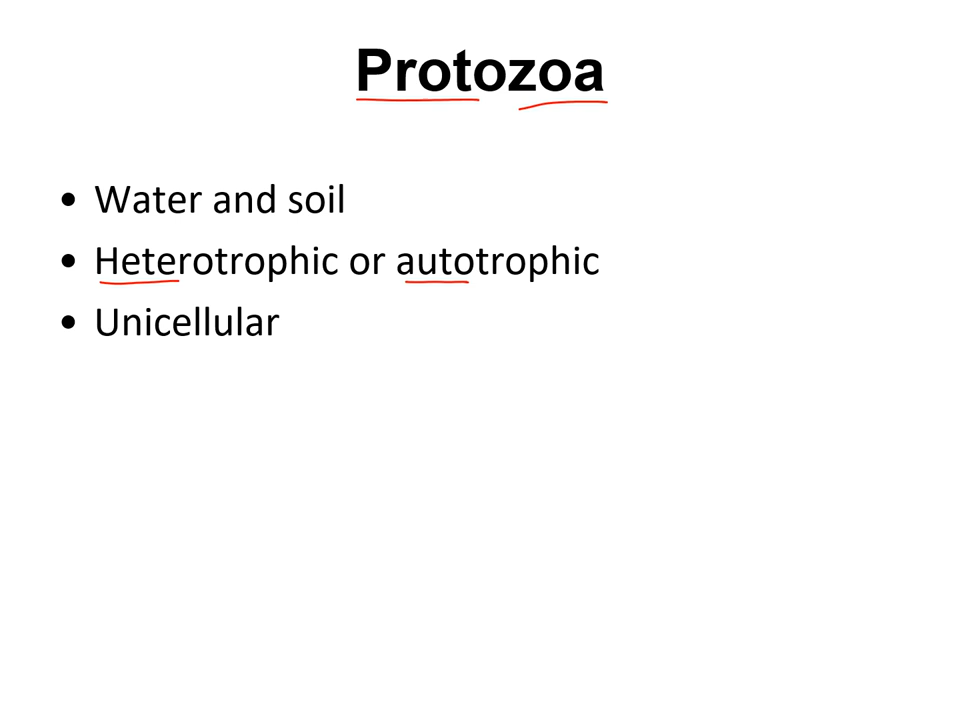 Protozoa
• Water and soil
• Heterotrophic or autotrophic
• Unicellular